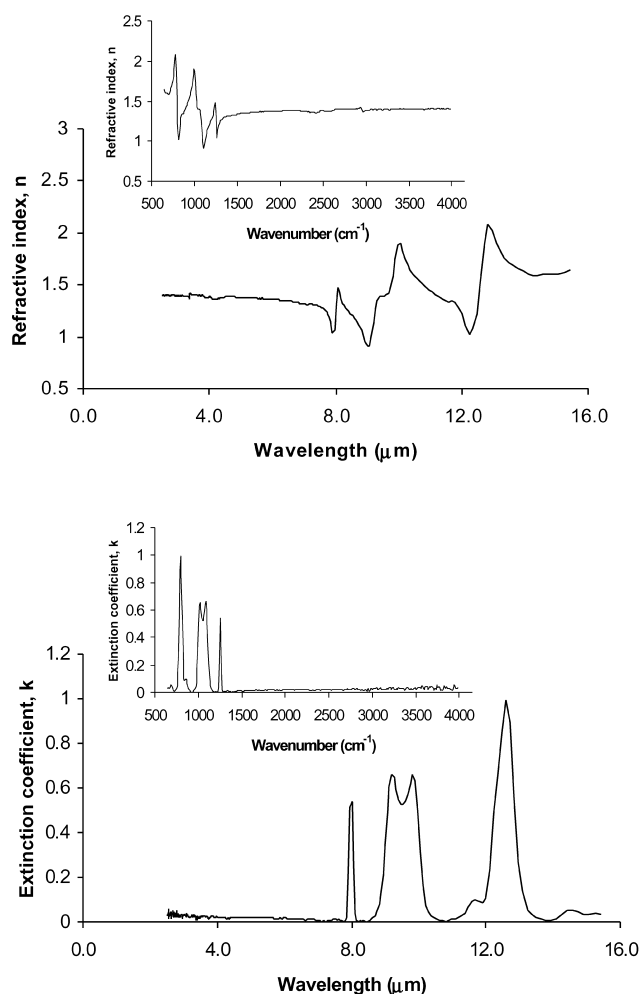 2.5
2
1.5
1
0.5
500 1000 1500 2000 2500 3000 3500 4000
Refractive index, n
Wavenumber (cm-1)
3
2.5
2
1.5
1
0.5
0.0 4.0 8.0 12.0 16.0
Refractive index, n
Wavelength (μm)
1.2
1
0.8
0.6
0.4
0.2
0
500 1000 1500 2000 2500 3000 3500 4000
Extinction coefficient, k
Wavenumber (cm-1)
1.2
1
0.8
0.6
0.4
0.2
0
0.0 4.0 8.0 12.0 16.0
Extinction coefficient, k
Wavelength (μm)